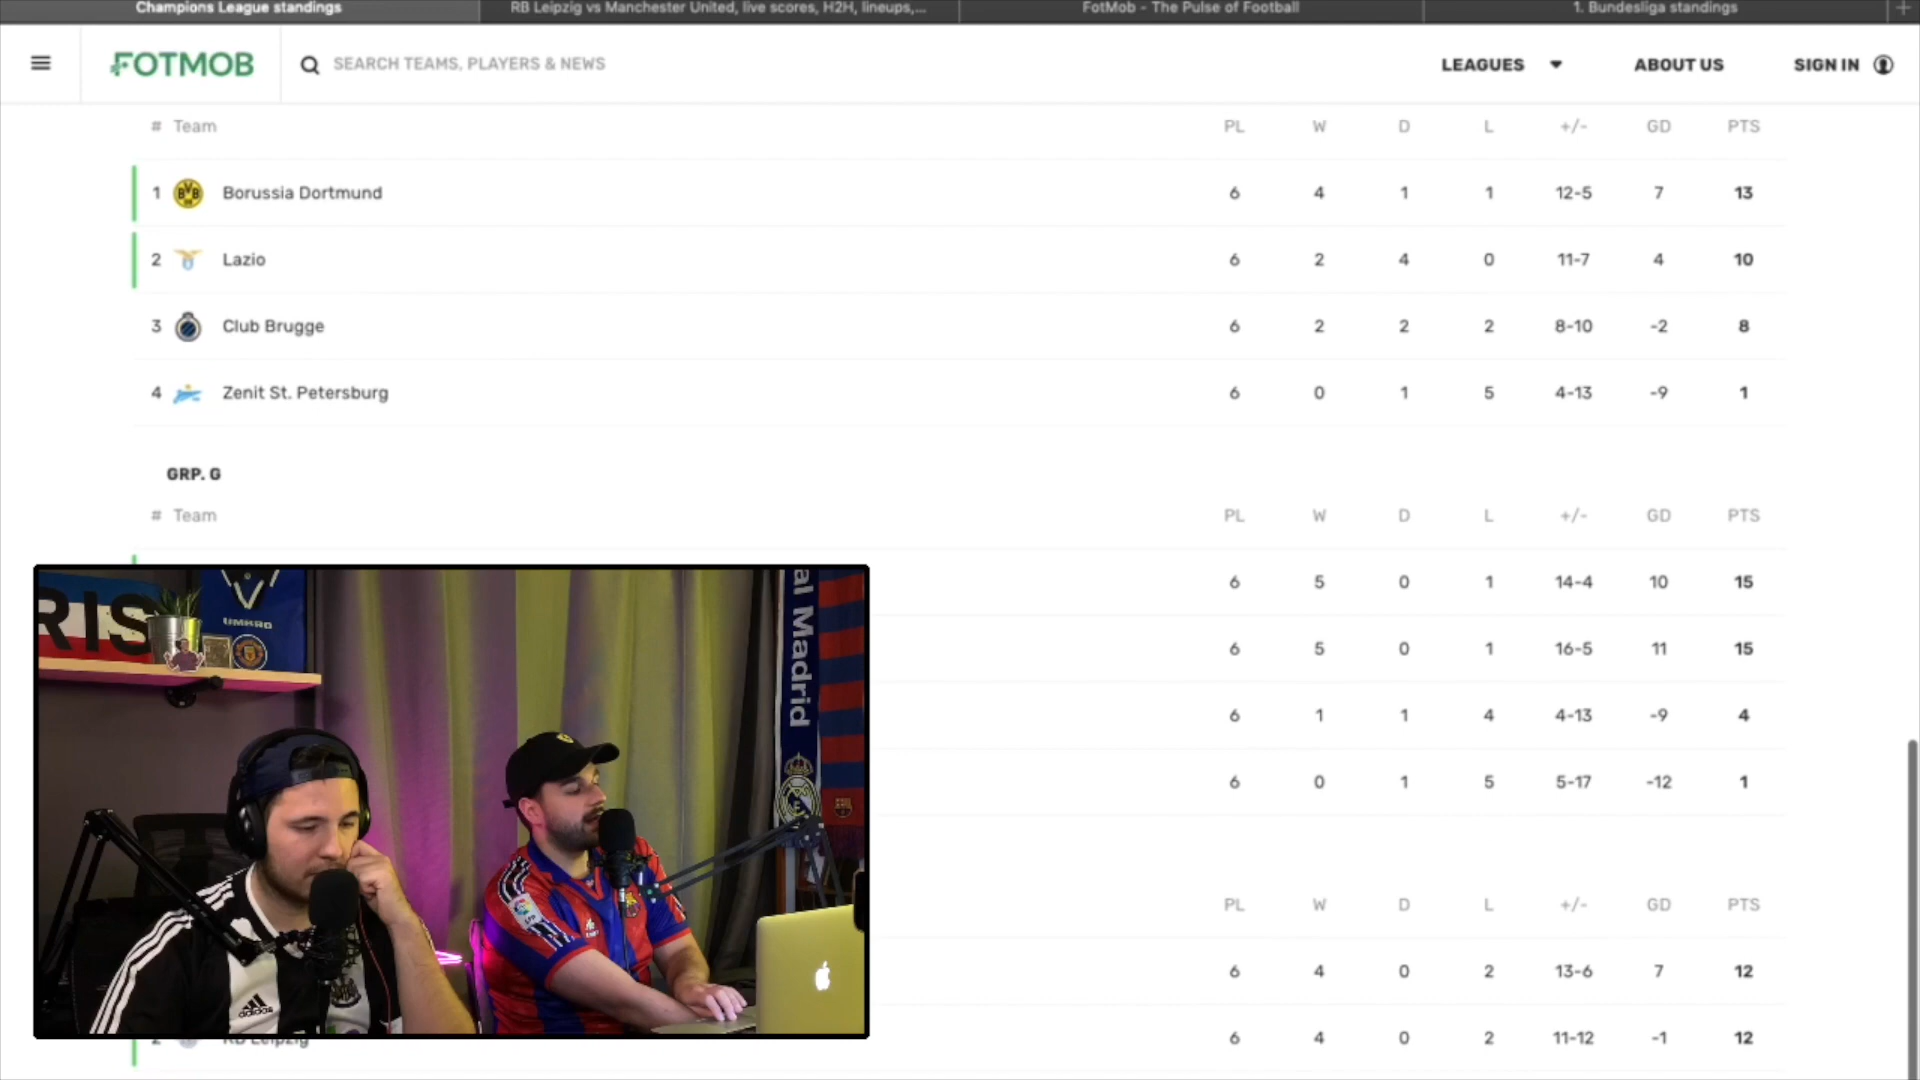 Champions League standings RB Leipzig vs Manchester United, live scores, H2H, lineups,... FotMob - The Pulse of Football 1. Bundesliga standings +
FOTMOB SEARCH TEAMS, PLAYERS & NEWS LEAGUES ABOUT US SIGN IN
# Team PL W D L +/- GD PTS
1 Borussia Dortmund 6 4 1 1 12-5 7 13
2 Lazio 6 2 4 0 11-7 4 10
3 Club Brugge 6 2 2 2 8-10 -2 8
4 Zenit St. Petersburg 6 0 1 5 4-13 -9 1
GRP. G
# Team PL W D L +/- GD PTS
6 5 0 1 14-4 10 15
6 5 0 1 16-5 11 15
6 1 1 4 4-13 -9 4
6 0 1 5 5-17 -12 1
PL W D L +/- GD PTS
6 4 0 2 13-6 7 12
2 RB Leipzig 6 4 0 2 11-12 -1 12
RIS
UMBRO
al Madrid
adidas